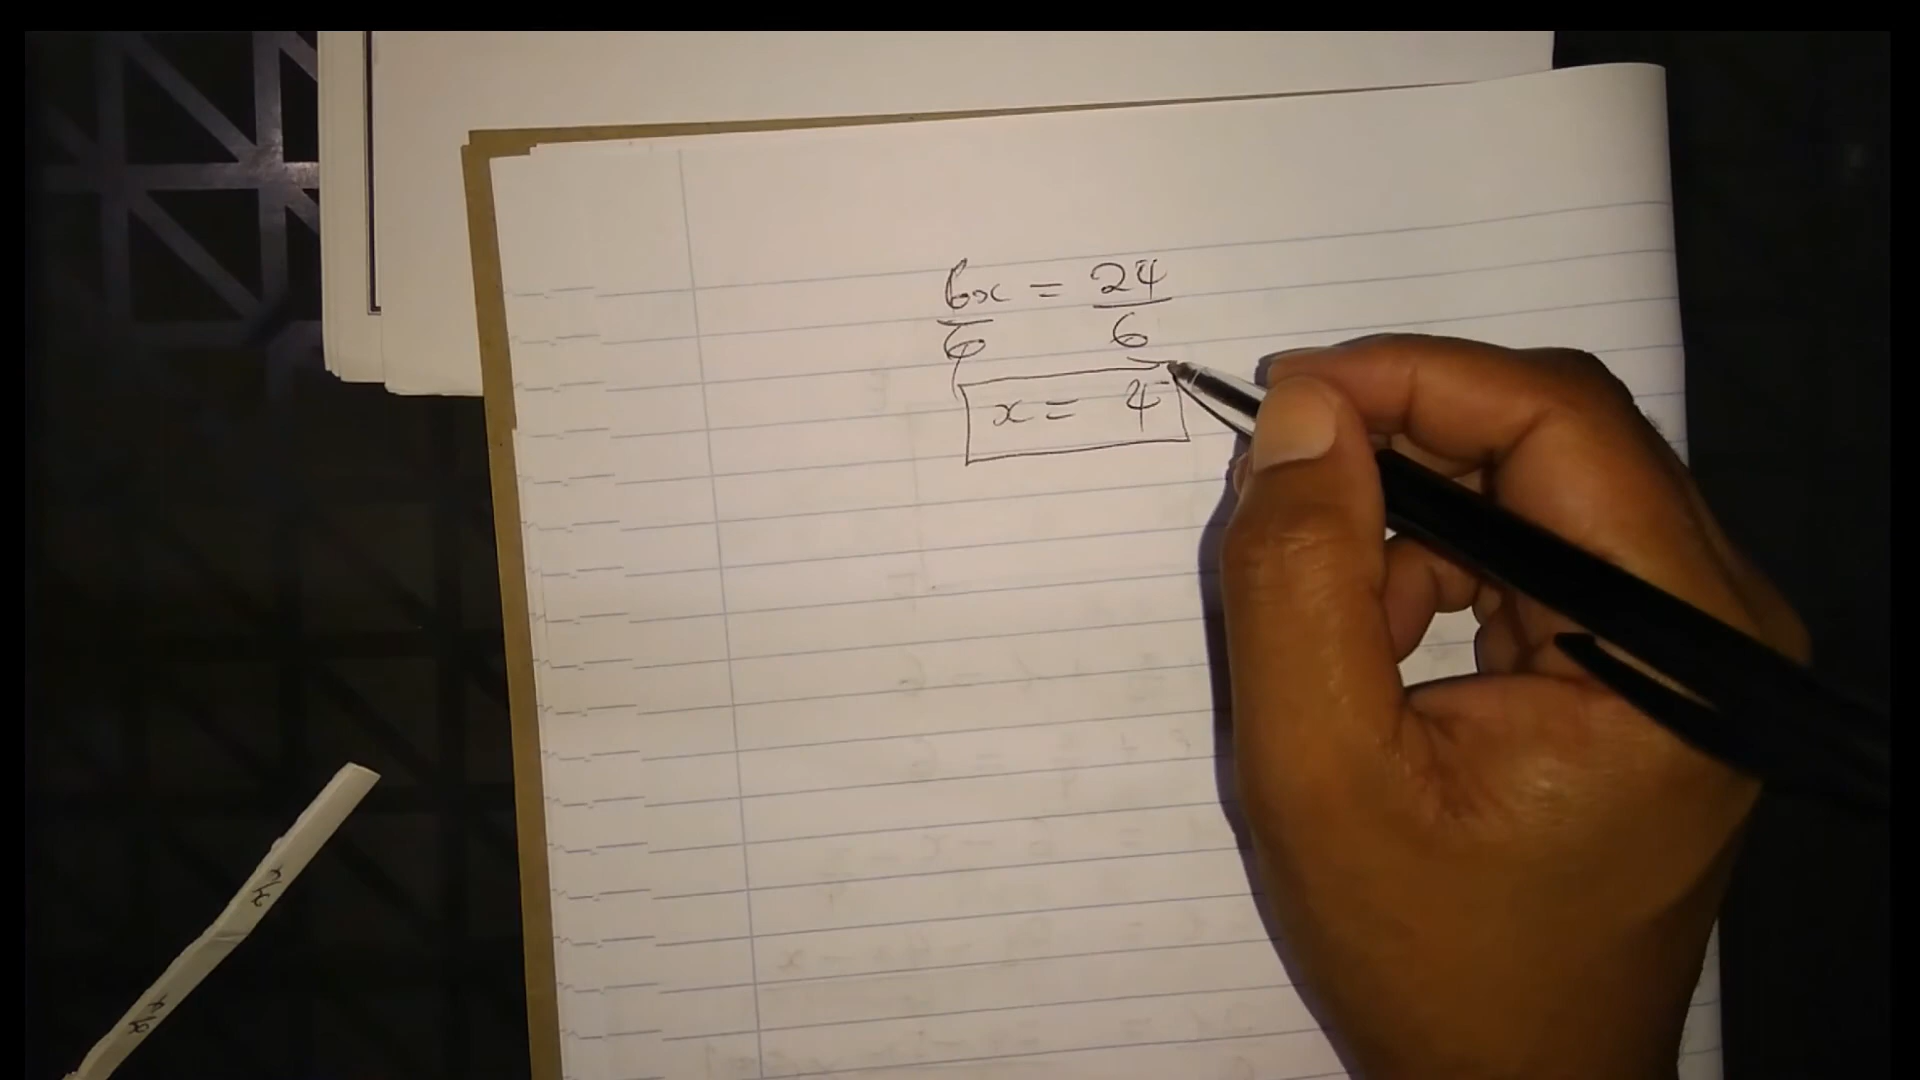 6x = 24
6 6
x = 4